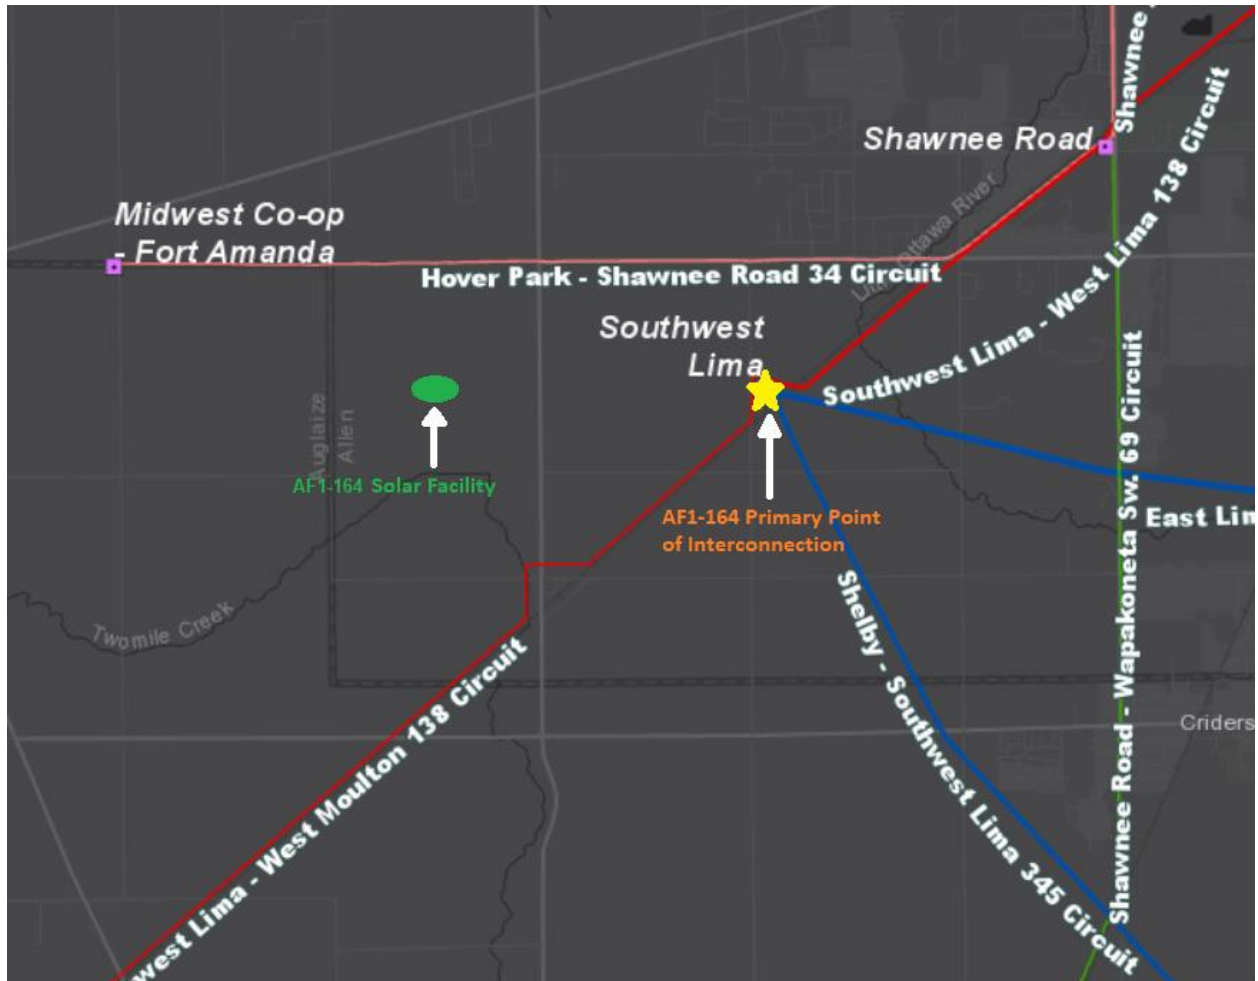 Shawnee
Shawnee Road
Southwest Lima - West Lima 138 Circuit
Midwest Co-op
- Fort Amanda
Hover Park - Shawnee Road 34 Circuit
Ottawa River
Southwest
Lima
Auglaize
Allen
AF1-164 Solar Facility
AF1-164 Primary Point
of Interconnection
East Lim
Shawnee Road - Wapakoneta Sw. 69 Circuit
Twomile Creek
Shelby - Southwest Lima 345 Circuit
west Lima - West Moulton 138 Circuit
Criders